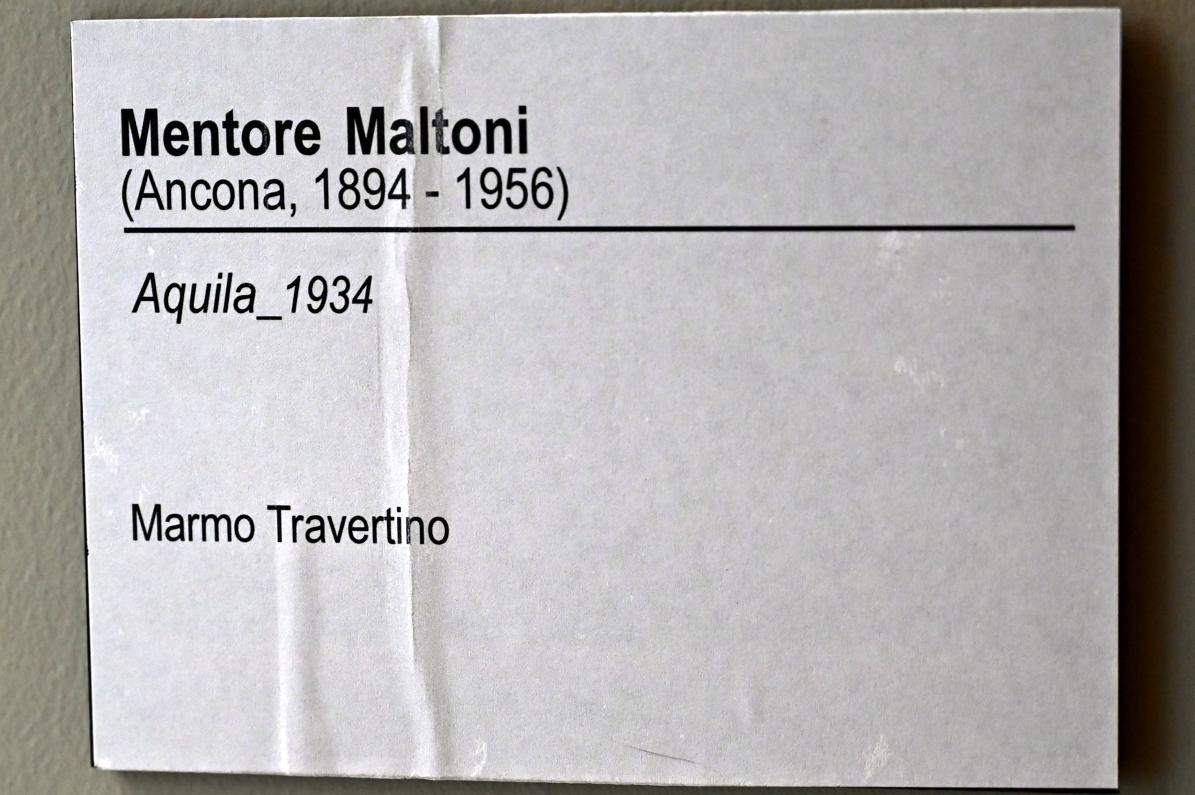 Mentore Maltoni
(Ancona, 1894 - 1956)
Aquila_1934
Marmo Travertino